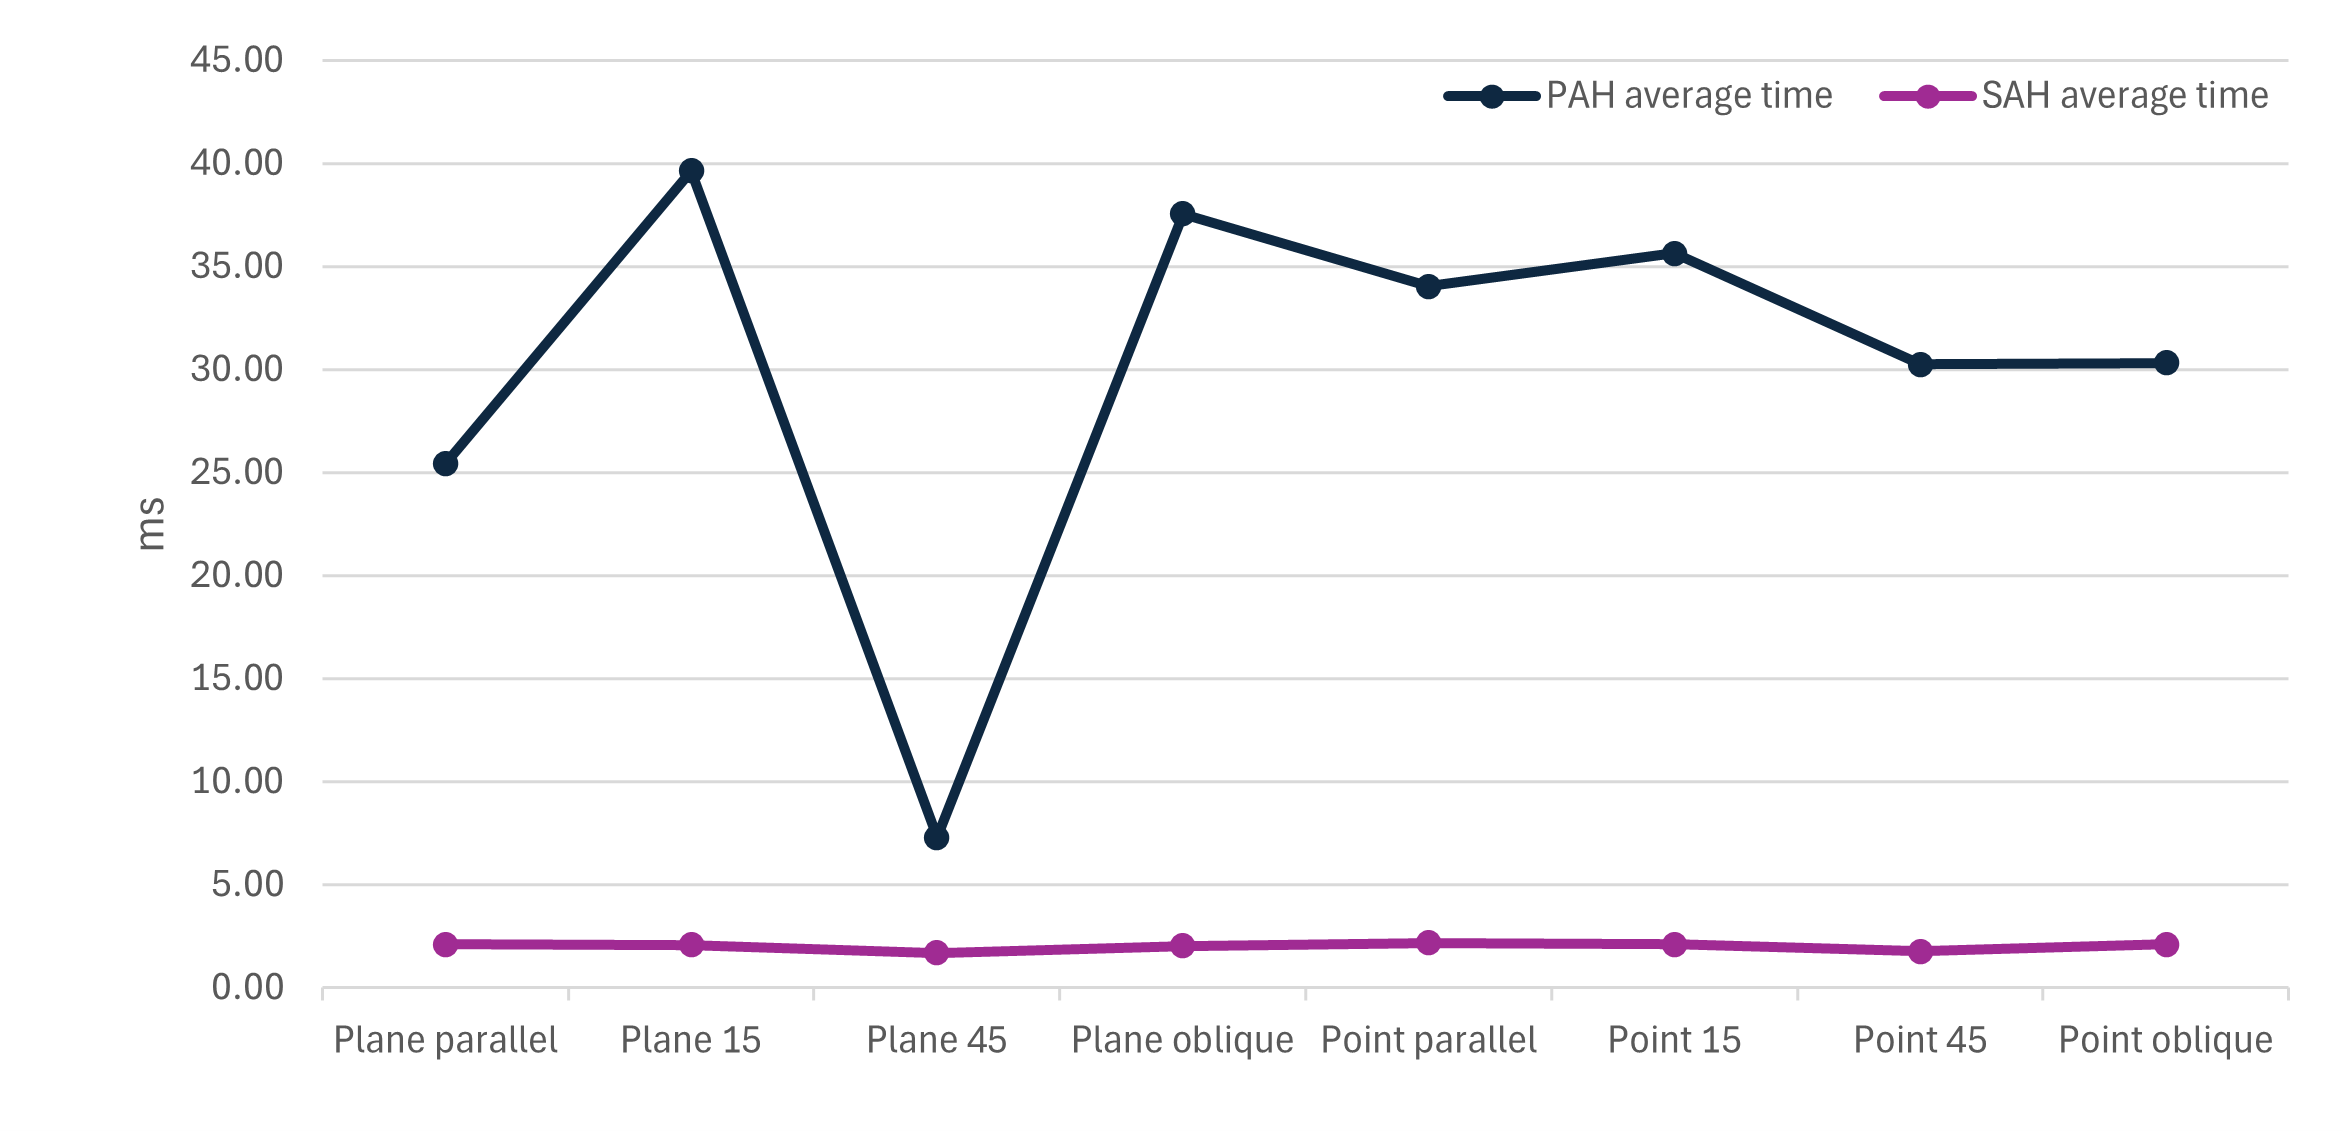 45.00
PAH average time
SAH average time
40.00
35.00
30.00
25.00
ms
20.00
15.00
10.00
5.00
0.00
Plane parallel
Plane 15
Plane 45
Plane oblique
Point parallel
Point 15
Point 45
Point oblique